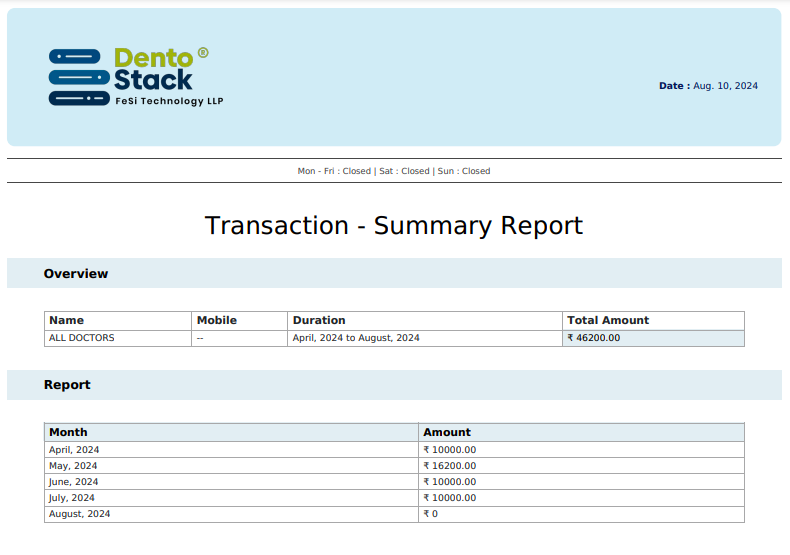 Dento ®
Stack
FeSi Technology LLP
Date : Aug. 10, 2024
Mon - Fri : Closed | Sat : Closed | Sun : Closed
Transaction - Summary Report
Overview
Name Mobile Duration Total Amount
ALL DOCTORS -- April, 2024 to August, 2024 ₹ 46200.00
Report
Month Amount
April, 2024 ₹ 10000.00
May, 2024 ₹ 16200.00
June, 2024 ₹ 10000.00
July, 2024 ₹ 10000.00
August, 2024 ₹ 0